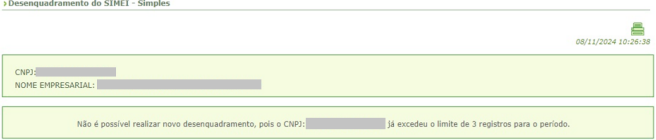 Desenquadramento do SIMEI - Simples
08/11/2024 10:26:38
CNPJ:
NOME EMPRESARIAL:
Não é possível realizar novo desenquadramento, pois o CNPJ: já excedeu o limite de 3 registros para o período.